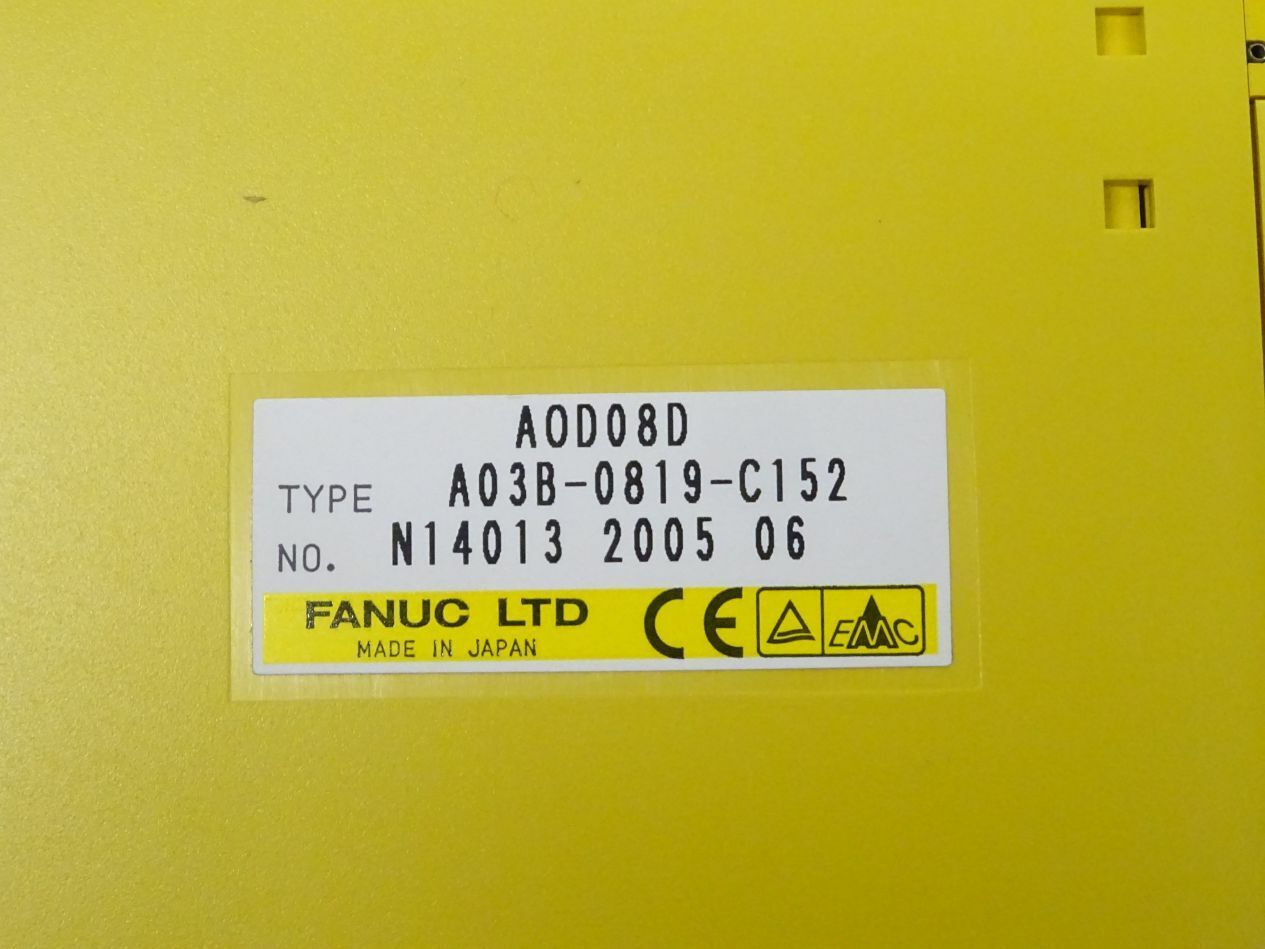 AOD08D
TYPE A03B-0819-C152
NO. N14013 2005 06
FANUC LTD CE EMC
MADE IN JAPAN